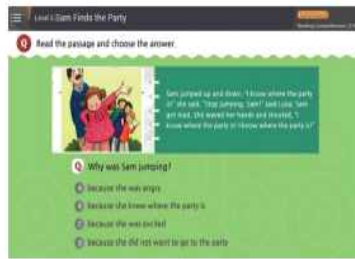 Level 1 Sam Finds the Party
Q Read the passage and choose the answer.
Sam jumped up and down. "I know where the party
is!" she said. "Stop jumping, Sam!" said Luna. Sam
got mad. She waved her hands and shouted, "I
know where the party is! I know where the party is!"
Q Why was Sam jumping?
because she was angry
because she knew where the party is
because she was excited
because she did not want to go to the party